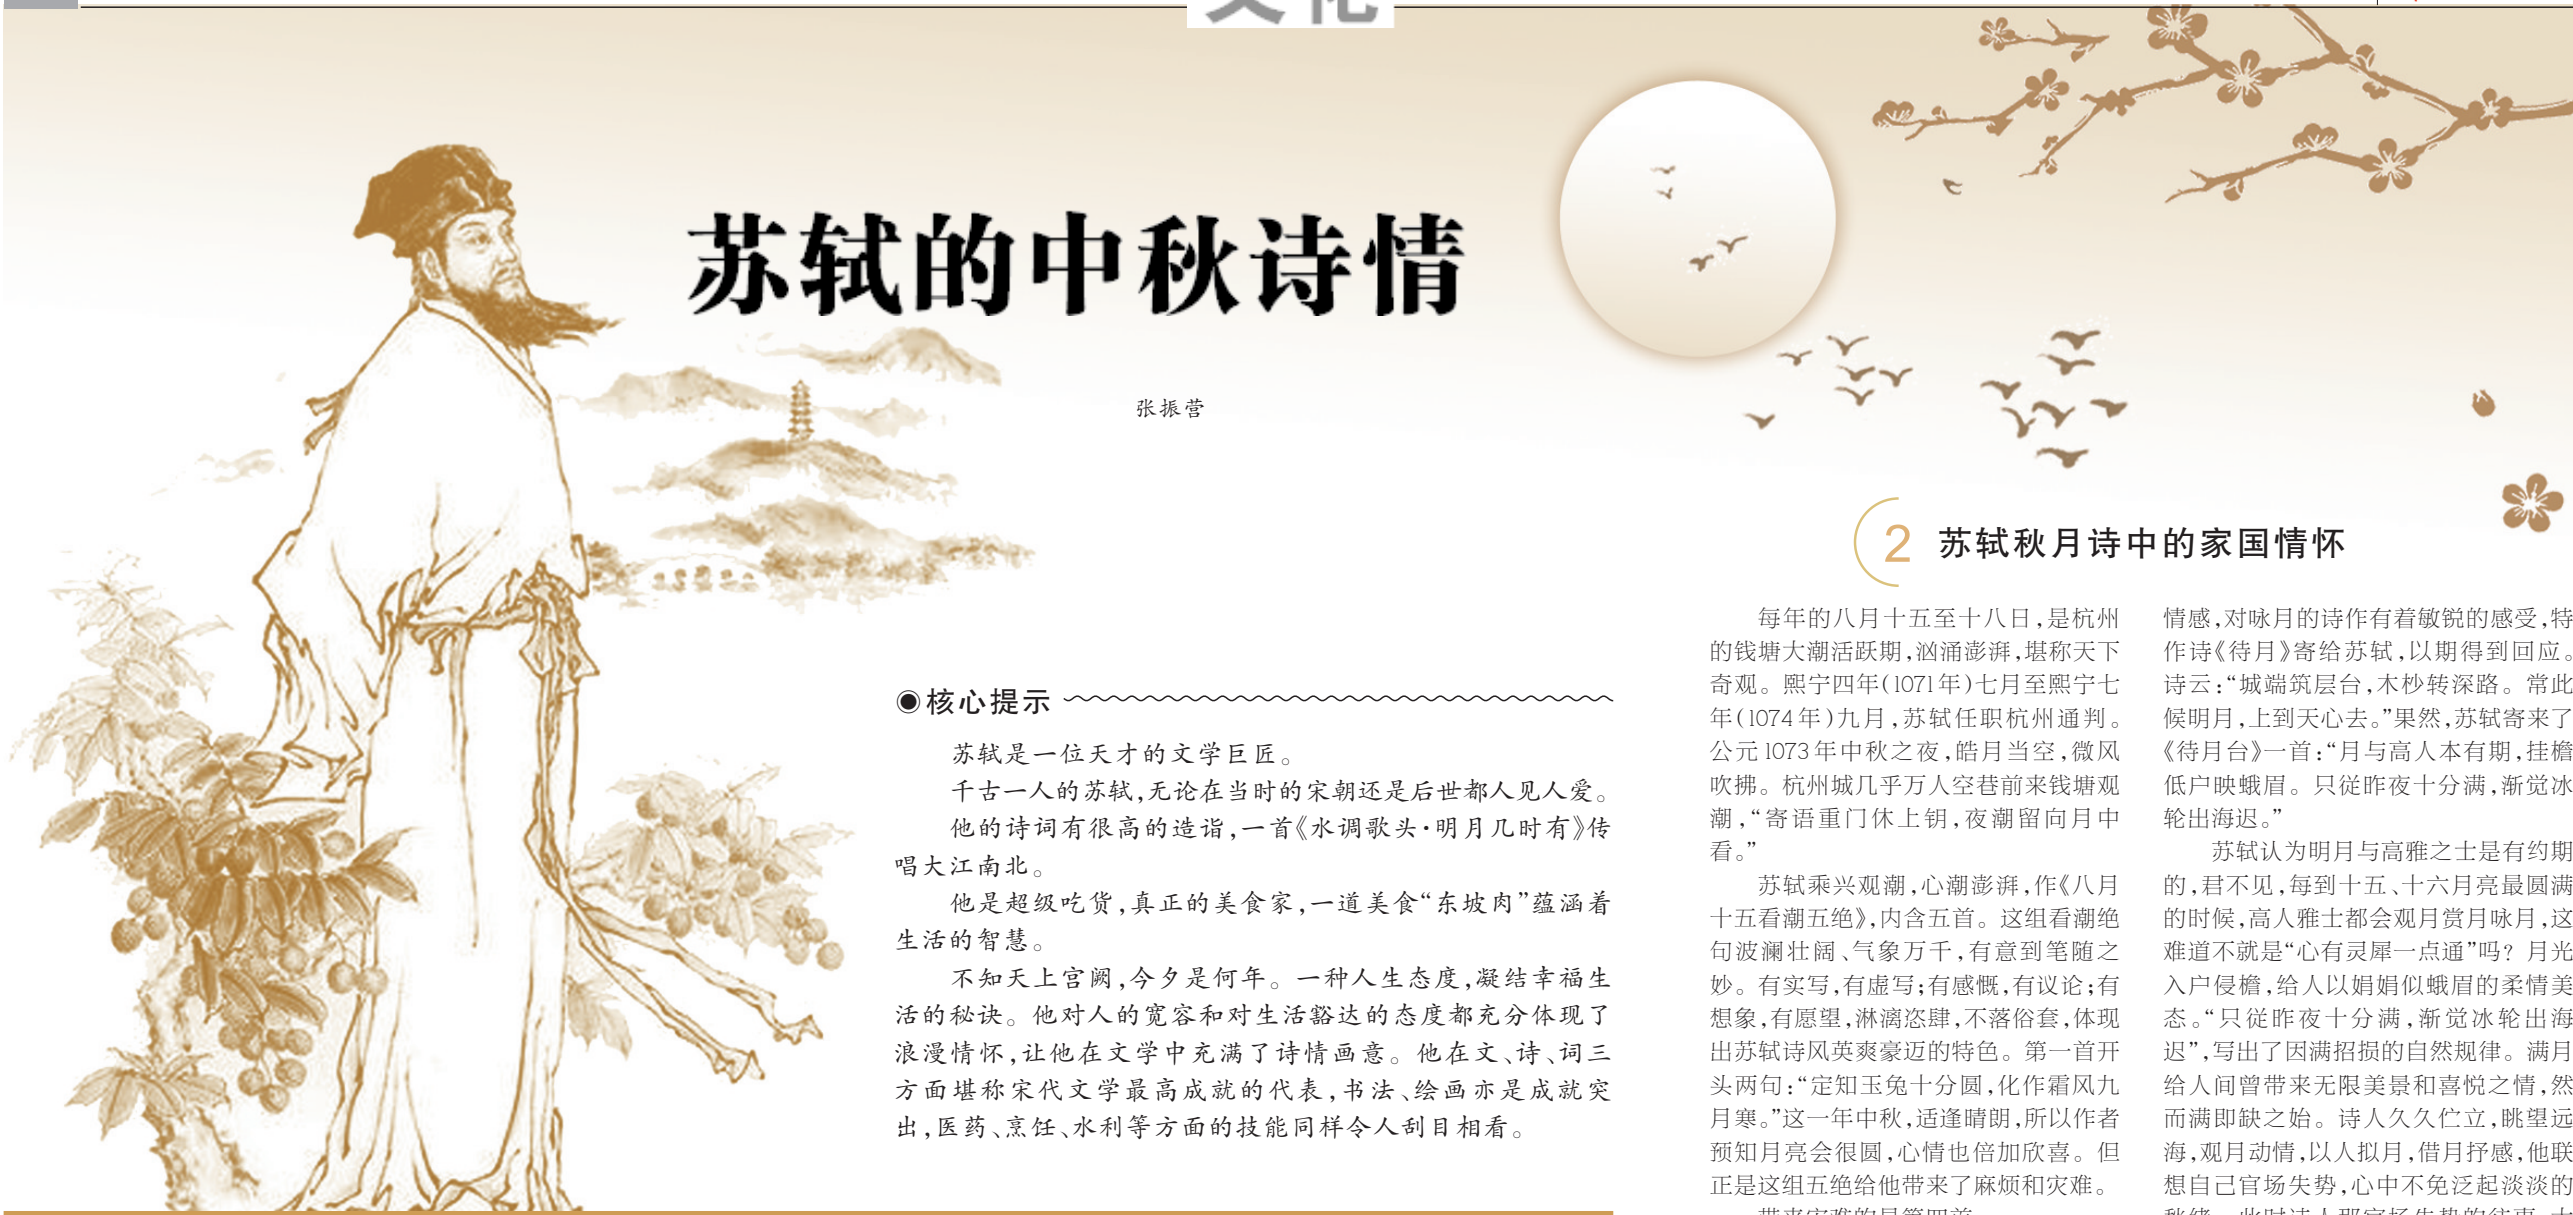 文化
苏轼的中秋诗情
张振营
◉核心提示
苏轼是一位天才的文学巨匠。
千古一人的苏轼,无论在当时的宋朝还是后世都人见人爱。
他的诗词有很高的造诣,一首《水调歌头·明月几时有》传
唱大江南北。
他是超级吃货,真正的美食家,一道美食“东坡肉”蕴涵着
生活的智慧。
不知天上宫阙,今夕是何年。一种人生态度,凝结幸福生
活的秘诀。他对人的宽容和对生活豁达的态度都充分体现了
浪漫情怀,让他在文学中充满了诗情画意。他在文、诗、词三
方面堪称宋代文学最高成就的代表,书法、绘画亦是成就突
出,医药、烹饪、水利等方面的技能同样令人刮目相看。
2 苏轼秋月诗中的家国情怀
每年的八月十五至十八日,是杭州
的钱塘大潮活跃期,汹涌澎湃,堪称天下
奇观。熙宁四年(1071年)七月至熙宁七
年(1074年)九月,苏轼任职杭州通判。
公元1073年中秋之夜,皓月当空,微风
吹拂。杭州城几乎万人空巷前来钱塘观
潮,“寄语重门休上钥,夜潮留向月中
看。”
苏轼乘兴观潮,心潮澎湃,作《八月
十五看潮五绝》,内含五首。这组看潮绝
句波澜壮阔、气象万千,有意到笔随之
妙。有实写,有虚写;有感慨,有议论;有
想象,有愿望,淋漓恣肆,不落俗套,体现
出苏轼诗风英爽豪迈的特色。第一首开
头两句:“定知玉兔十分圆,化作霜风九
月寒。”这一年中秋,适逢晴朗,所以作者
预知月亮会很圆,心情也倍加欣喜。但
正是这组五绝给他带来了麻烦和灾难。
带来灾难的是第四首
情感,对咏月的诗作有着敏锐的感受,特
作诗《待月》寄给苏轼,以期得到回应。
诗云:“城端筑层台,木杪转深路。常此
候明月,上到天心去。”果然,苏轼寄来了
《待月台》一首:“月与高人本有期,挂檐
低户映蛾眉。只从昨夜十分满,渐觉冰
轮出海迟。”
苏轼认为明月与高雅之士是有约期
的,君不见,每到十五、十六月亮最圆满
的时候,高人雅士都会观月赏月咏月,这
难道不就是“心有灵犀一点通”吗？月光
入户侵檐,给人以娟娟似蛾眉的柔情美
态。“只从昨夜十分满,渐觉冰轮出海
迟”,写出了因满招损的自然规律。满月
给人间曾带来无限美景和喜悦之情,然
而满即缺之始。诗人久久伫立,眺望远
海,观月动情,以人拟月,借月抒感,他联
想自己官场失势,心中不免泛起淡淡的